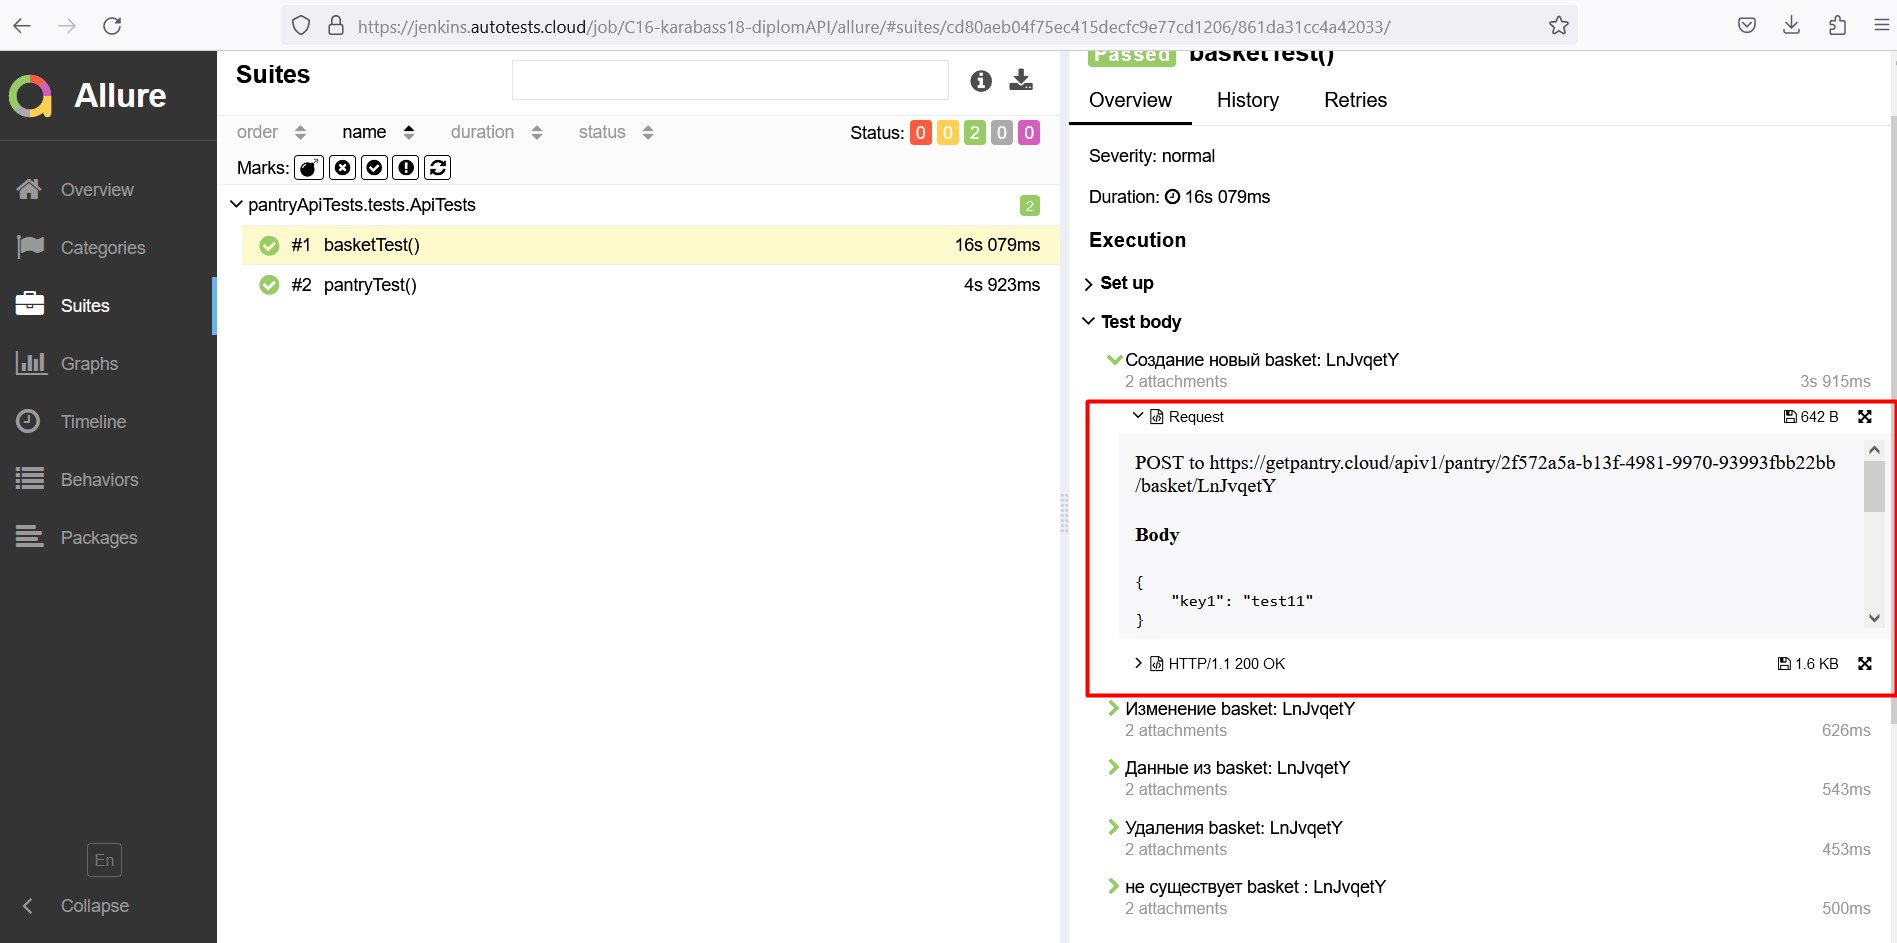 https://jenkins.autotests.cloud/job/C16-karabass18-diplomAPI/allure/#suites/cd80aeb04f75ec415decfc9e77cd1206/861da31cc4a42033/
Allure
Overview
Categories
Suites
Graphs
Timeline
Behaviors
Packages
En
Collapse
Suites
order name duration status Status: 0 0 2 0 0
Marks:
pantryApiTests.tests.ApiTests 2
#1 basketTest() 16s 079ms
#2 pantryTest() 4s 923ms
Passed basketTest()
Overview History Retries
Severity: normal
Duration: 16s 079ms
Execution
Set up
Test body
Создание новый basket: LnJvqetY
2 attachments 3s 915ms
Request 642 B
POST to https://getpantry.cloud/apiv1/pantry/2f572a5a-b13f-4981-9970-93993fbb22bb
/basket/LnJvqetY
Body
{
"key1": "test11"
}
HTTP/1.1 200 OK 1.6 KB
Изменение basket: LnJvqetY
2 attachments 626ms
Данные из basket: LnJvqetY
2 attachments 543ms
Удаления basket: LnJvqetY
2 attachments 453ms
не существует basket : LnJvqetY
2 attachments 500ms